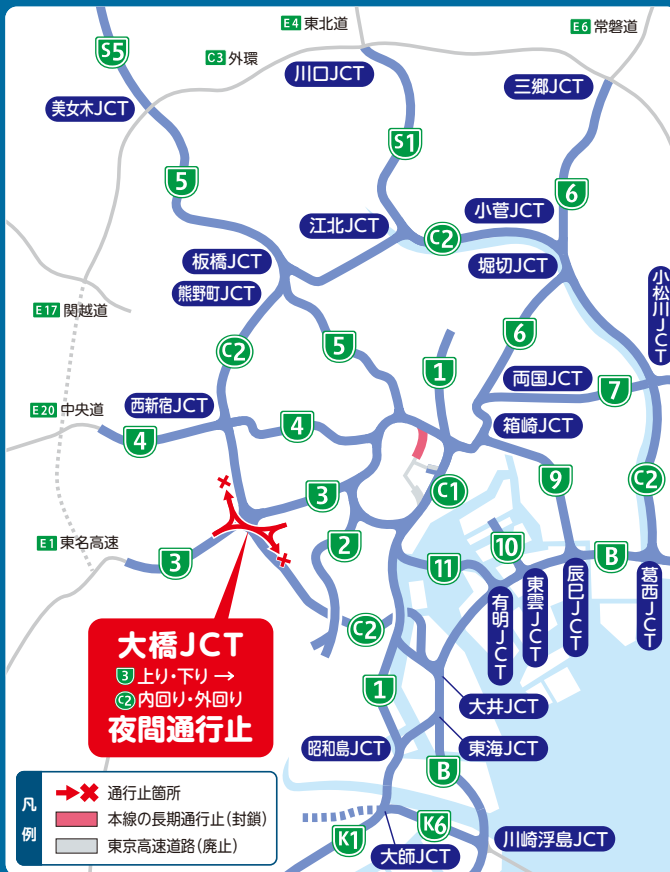 E4 東北道
E6 常磐道
S5
C3 外環
川口JCT
三郷JCT
美女木JCT
S1
5
6
小菅JCT
江北JCT
C2
板橋JCT
堀切JCT
熊野町JCT
小松川JCT
E17 関越道
C2
5
1
6
両国JCT
7
西新宿JCT
E20 中央道
4
4
箱崎JCT
3
C1
9
C2
E1 東名高速
3
2
11
10
B
有明JCT
東雲JCT
辰巳JCT
葛西JCT
大橋JCT
3 上り・下り→
C2 内回り・外回り
夜間通行止
C2
1
大井JCT
昭和島JCT
東海JCT
B
凡例
通行止箇所
本線の長期通行止(封鎖)
東京高速道路(廃止)
K1
K6
大師JCT
川崎浮島JCT